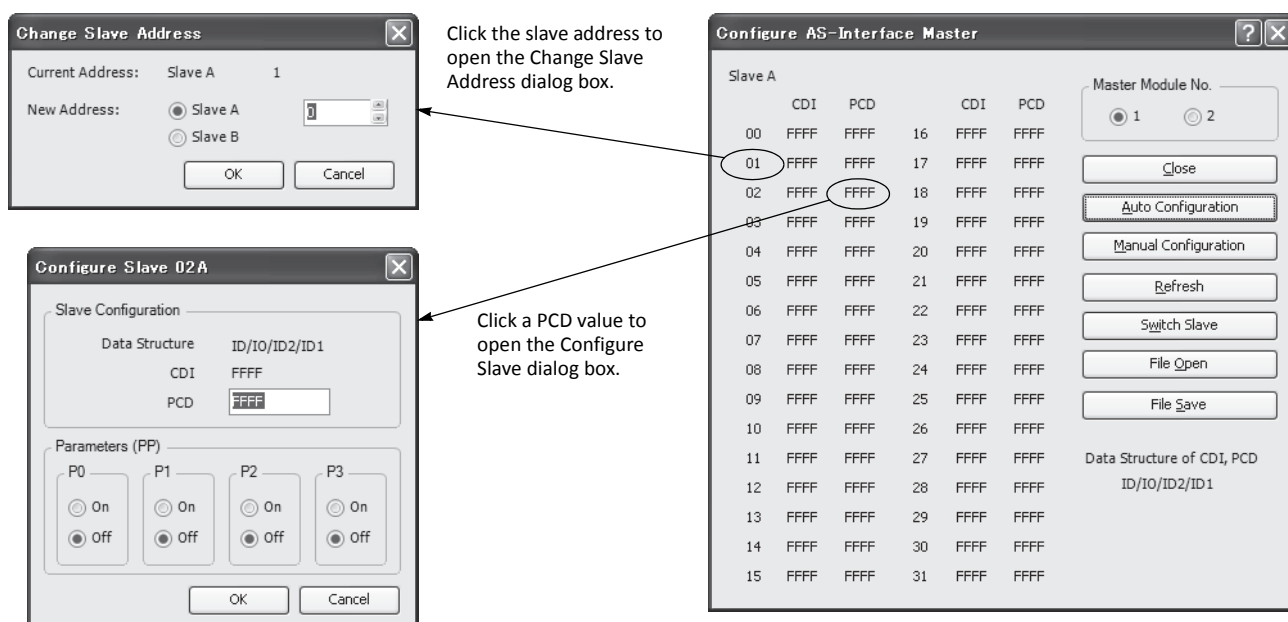 Change Slave Address
Current Address: Slave A 1
New Address: Slave A 0
Slave B
OK Cancel
Click the slave address to
open the Change Slave
Address dialog box.
Configure Slave 02A
Slave Configuration
Data Structure ID/IO/ID2/ID1
CDI FFFF
PCD FFFF
Parameters (PP)
P0 P1 P2 P3
On On On On
Off Off Off Off
OK Cancel
Click a PCD value to
open the Configure
Slave dialog box.
Configure AS-Interface Master
Slave A
CDI PCD CDI PCD
00 FFFF FFFF 16 FFFF FFFF
01 FFFF FFFF 17 FFFF FFFF
02 FFFF FFFF 18 FFFF FFFF
03 FFFF FFFF 19 FFFF FFFF
04 FFFF FFFF 20 FFFF FFFF
05 FFFF FFFF 21 FFFF FFFF
06 FFFF FFFF 22 FFFF FFFF
07 FFFF FFFF 23 FFFF FFFF
08 FFFF FFFF 24 FFFF FFFF
09 FFFF FFFF 25 FFFF FFFF
10 FFFF FFFF 26 FFFF FFFF
11 FFFF FFFF 27 FFFF FFFF
12 FFFF FFFF 28 FFFF FFFF
13 FFFF FFFF 29 FFFF FFFF
14 FFFF FFFF 30 FFFF FFFF
15 FFFF FFFF 31 FFFF FFFF
Master Module No.
1 2
Close
Auto Configuration
Manual Configuration
Refresh
Switch Slave
File Open
File Save
Data Structure of CDI, PCD
ID/IO/ID2/ID1